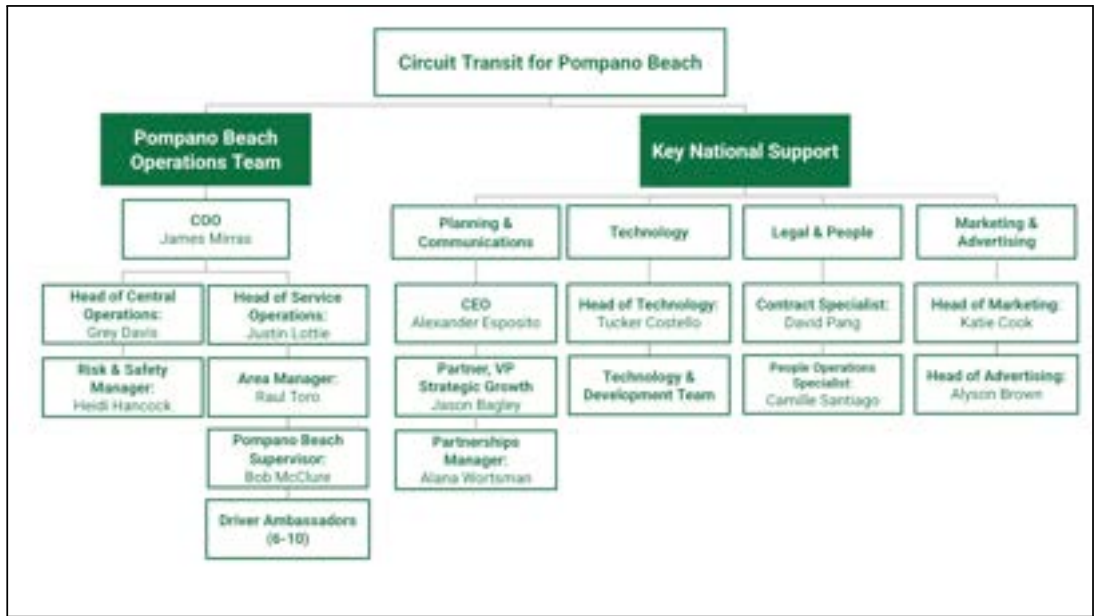 Circuit Transit for Pompano Beach
Pompano Beach
Operations Team
Key National Support
COO
James Mirras
Head of Central
Operations:
Grey Davis
Risk & Safety
Manager:
Heidi Hancock
Head of Service
Operations:
Justin Lottie
Area Manager:
Raul Toro
Pompano Beach
Supervisor:
Bob McClure
Driver Ambassadors
(6-10)
Planning &
Communications
CEO
Alexander Esposito
Partner, VP
Strategic Growth
Jason Bagley
Partnerships
Manager:
Alana Wortsman
Technology
Head of Technology:
Tucker Costello
Technology &
Development Team
Legal & People
Contract Specialist:
David Pang
People Operations
Specialist:
Camille Santiago
Marketing &
Advertising
Head of Marketing:
Katie Cook
Head of Advertising:
Alyson Brown